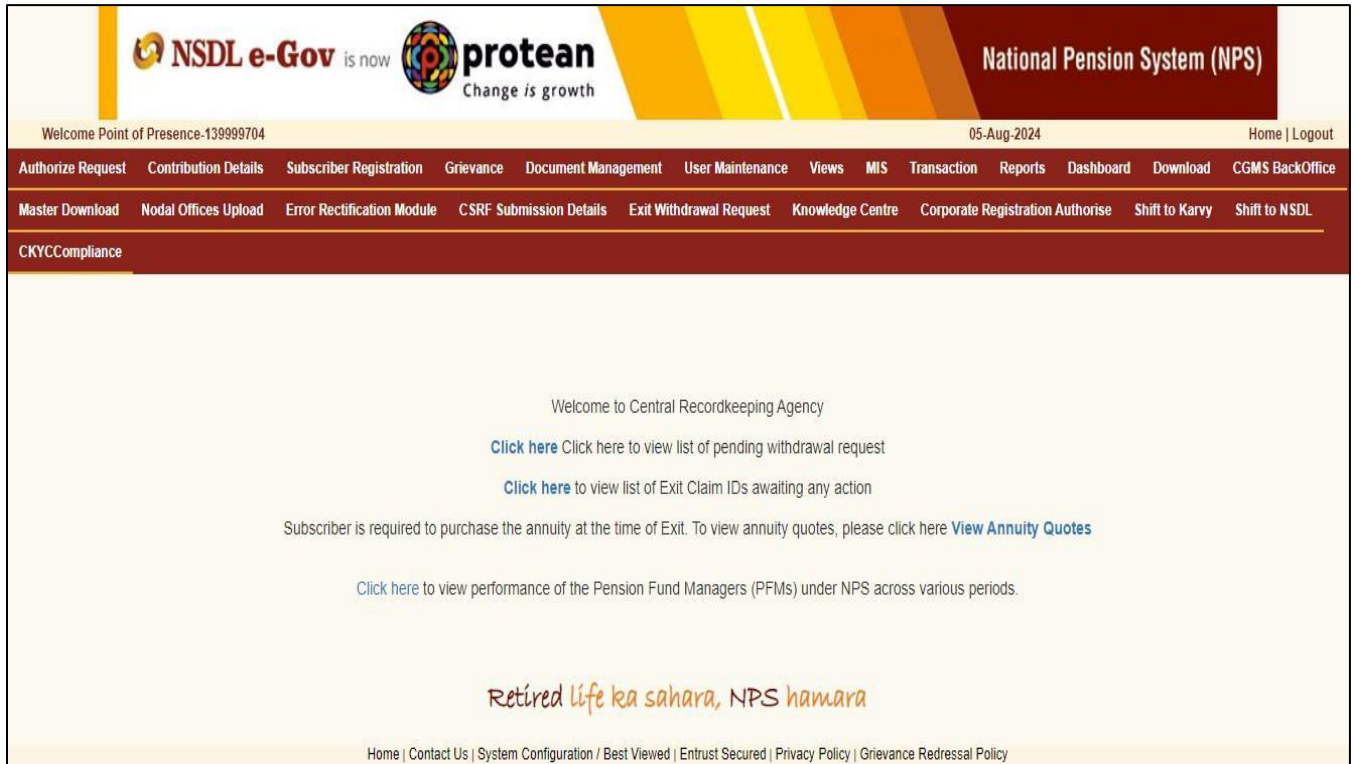 NSDL e-Gov is now protean
Change is growth
National Pension System (NPS)
Welcome Point of Presence-139999704 05-Aug-2024 Home | Logout
Authorize Request Contribution Details Subscriber Registration Grievance Document Management User Maintenance Views MIS Transaction Reports Dashboard Download CGMS BackOffice
Master Download Nodal Offices Upload Error Rectification Module CSRF Submission Details Exit Withdrawal Request Knowledge Centre Corporate Registration Authorise Shift to Karvy Shift to NSDL
CKYCCompliance
Welcome to Central Recordkeeping Agency
Click here Click here to view list of pending withdrawal request
Click here to view list of Exit Claim IDs awaiting any action
Subscriber is required to purchase the annuity at the time of Exit. To view annuity quotes, please click here View Annuity Quotes
Click here to view performance of the Pension Fund Managers (PFMs) under NPS across various periods.
Retired life ka sahara, NPS hamara
Home | Contact Us | System Configuration / Best Viewed | Entrust Secured | Privacy Policy | Grievance Redressal Policy